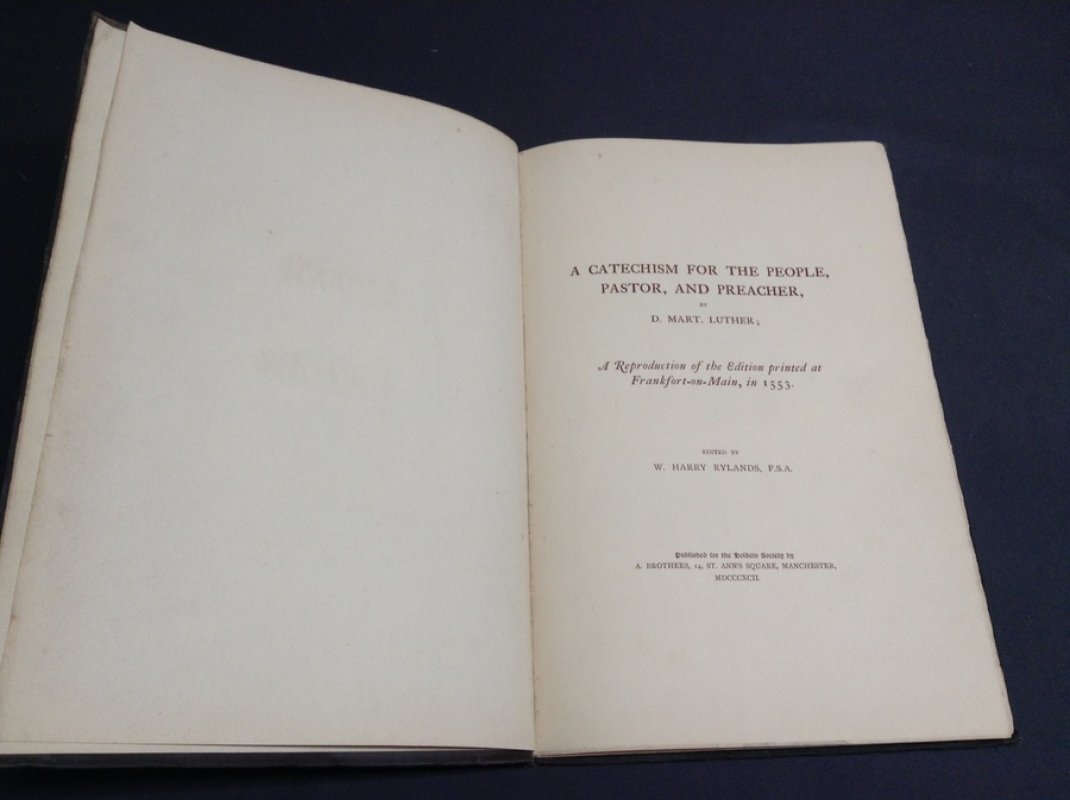 A CATECHISM FOR THE PEOPLE,
PASTOR, AND PREACHER,
BY
D. MART. LUTHER;
A Reproduction of the Edition printed at
Frankfort-on-Main, in 1553.
EDITED BY
W. HARRY RYLANDS, F.S.A.
Published for the Holbein Society by
A. BROTHERS, 14, ST. ANN'S SQUARE, MANCHESTER,
MDCCCXCII.